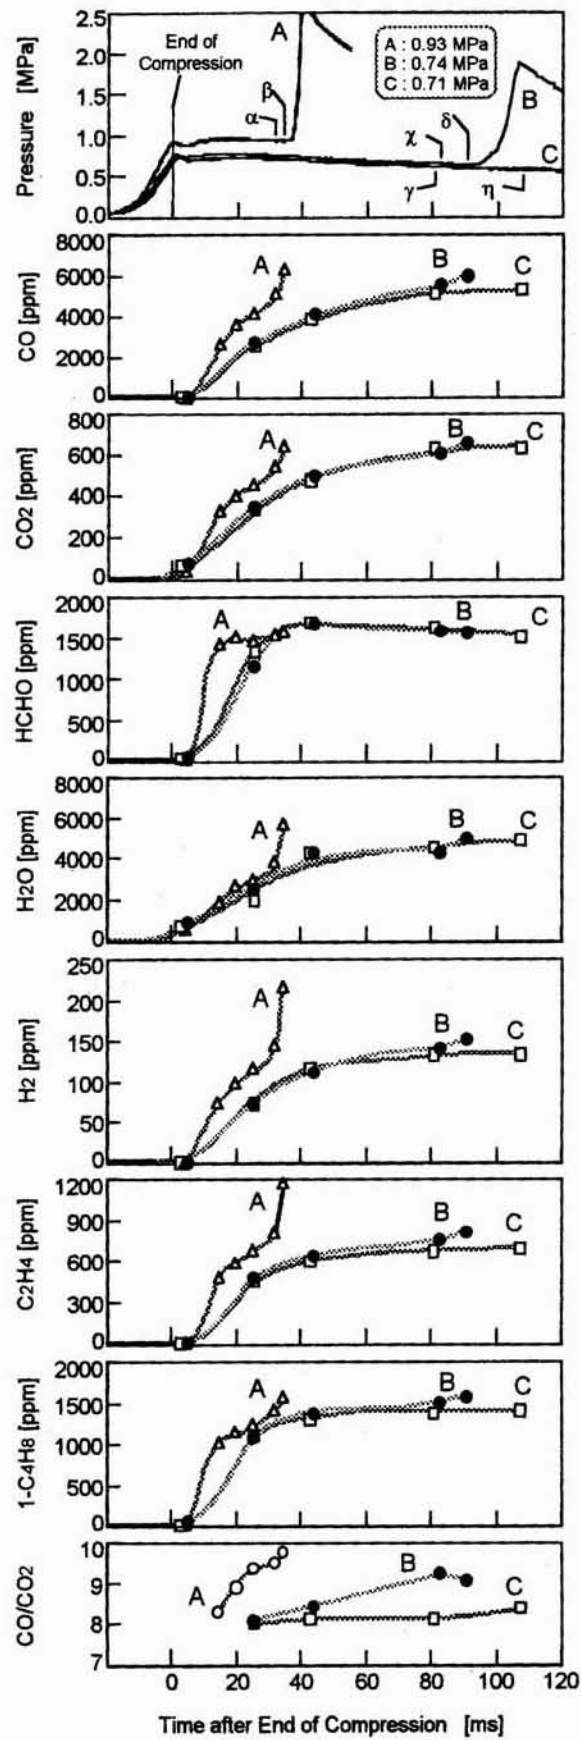 2.5
2.0
1.5
1.0
0.5
0.0
Pressure [MPa]
End of
Compression
A
A : 0.93 MPa
B : 0.74 MPa
C : 0.71 MPa
α
β
χ
δ
B
C
γ
η
8000
6000
4000
2000
0
CO [ppm]
A
B
C
800
600
400
200
0
CO2 [ppm]
A
B
C
2000
1500
1000
500
0
HCHO [ppm]
A
B
C
8000
6000
4000
2000
0
H2O [ppm]
A
B
C
250
200
150
100
50
0
H2 [ppm]
A
B
C
1200
900
600
300
0
C2H4 [ppm]
A
B
C
2000
1500
1000
500
0
1-C4H8 [ppm]
A
B
C
10
9
8
7
CO/CO2
A
B
C
0 20 40 60 80 100 120
Time after End of Compression [ms]